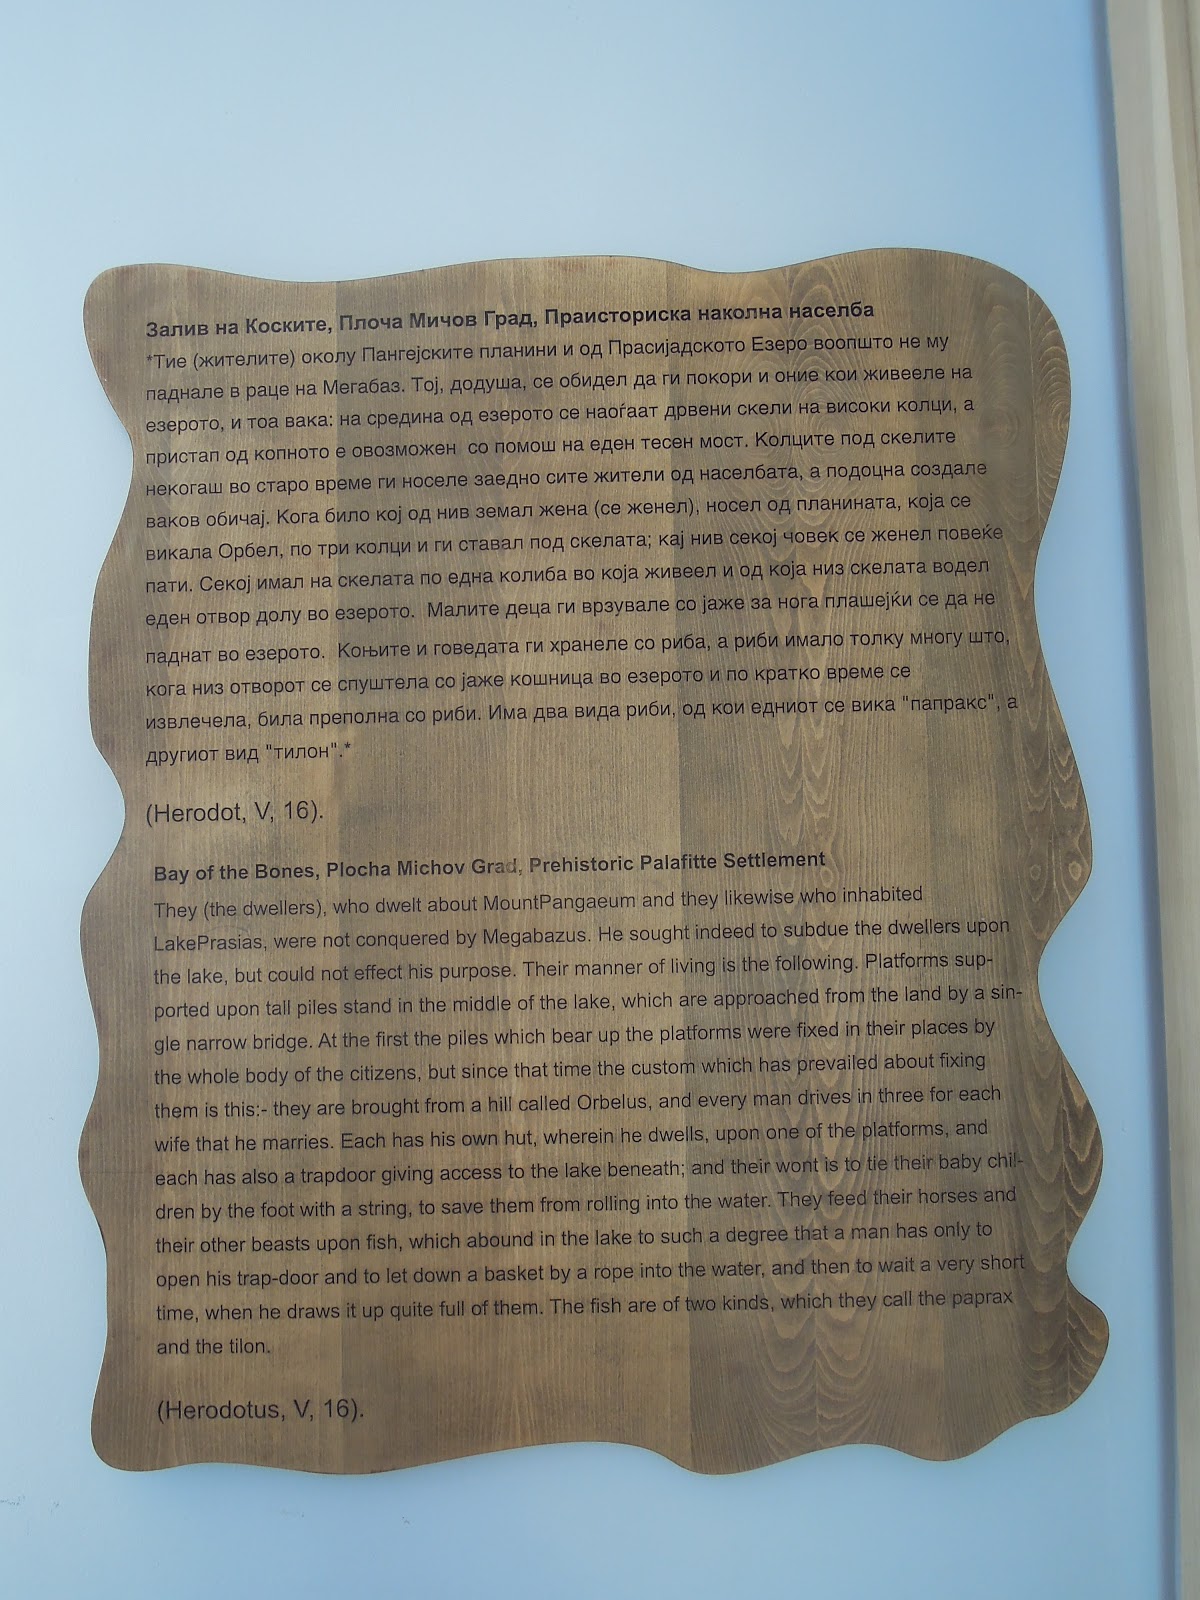 Залив на Коските, Плоча Мичов Град, Праисториска наколна населба
*Тие (жителите) околу Пангејските планини и од Прасијадското Езеро воопшто не му
паднале в раце на Мегабаз. Тој, додуша, се обидел да ги покори и оние кои живееле на
езерото, и тоа вака: на средина од езерото се наоѓаат дрвени скели на високи колци, а
пристап од копното е овозможен со помош на еден тесен мост. Колците под скелите
некогаш во старо време ги носеле заедно сите жители од населбата, а подоцна создале
ваков обичај. Кога било кој од нив земал жена (се женел), носел од планината, која се
викала Орбел, по три колци и ги ставал под скелата; кај нив секој човек се женел повеќе
пати. Секој имал на скелата по една колиба во која живеел и од која низ скелата водел
еден отвор долу во езерото. Малите деца ги врзувале со јаже за нога плашејќи се да не
паднат во езерото. Коњите и говедата ги хранеле со риба, а риби имало толку многу што,
кога низ отворот се спуштела со јаже кошница во езерото и по кратко време се
извлечела, била преполна со риби. Има два вида риби, од кои едниот се вика "папракс", а
другиот вид "тилон".*
(Herodot, V, 16).
Bay of the Bones, Plocha Michov Grad, Prehistoric Palafitte Settlement
They (the dwellers), who dwelt about MountPangaeum and they likewise who inhabited
LakePrasias, were not conquered by Megabazus. He sought indeed to subdue the dwellers upon
the lake, but could not effect his purpose. Their manner of living is the following. Platforms sup-
ported upon tall piles stand in the middle of the lake, which are approached from the land by a sin-
gle narrow bridge. At the first the piles which bear up the platforms were fixed in their places by
the whole body of the citizens, but since that time the custom which has prevailed about fixing
them is this:- they are brought from a hill called Orbelus, and every man drives in three for each
wife that he marries. Each has his own hut, wherein he dwells, upon one of the platforms, and
each has also a trapdoor giving access to the lake beneath; and their wont is to tie their baby chil-
dren by the foot with a string, to save them from rolling into the water. They feed their horses and
their other beasts upon fish, which abound in the lake to such a degree that a man has only to
open his trap-door and to let down a basket by a rope into the water, and then to wait a very short
time, when he draws it up quite full of them. The fish are of two kinds, which they call the paprax
and the tilon.
(Herodotus, V, 16).